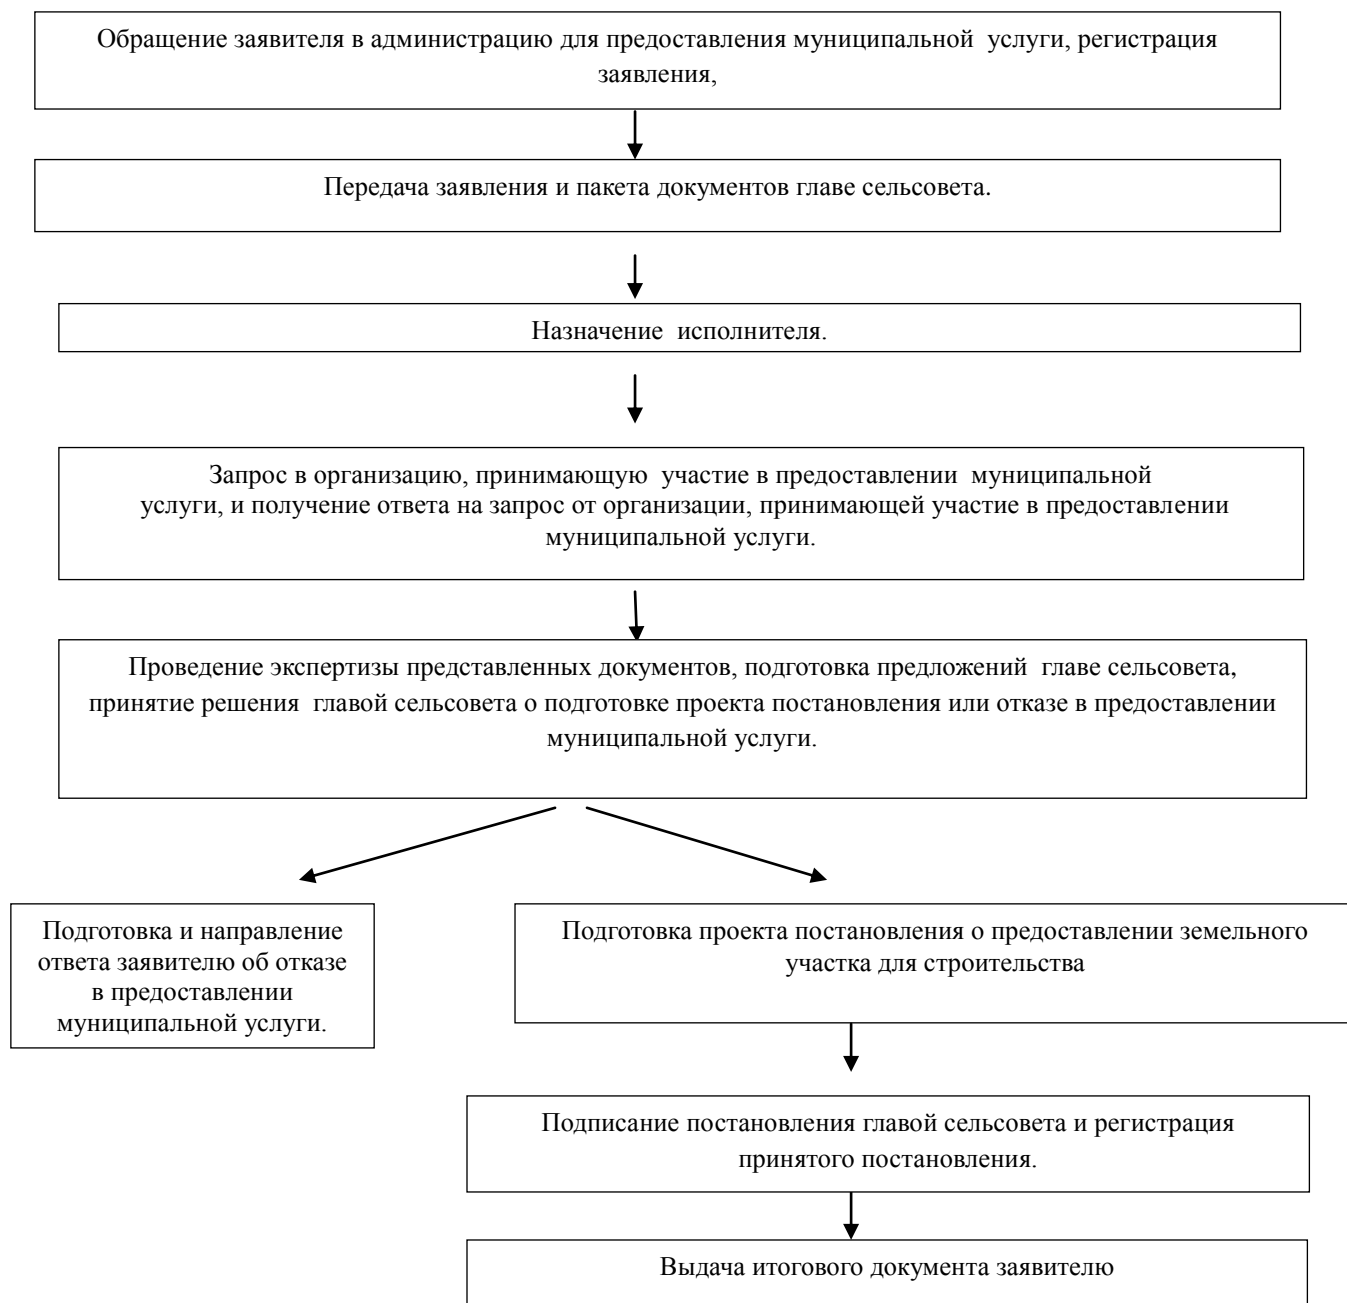 Обращение заявителя в администрацию для предоставления муниципальной услуги, регистрация
заявления,
Передача заявления и пакета документов главе сельсовета.
Назначение исполнителя.
Запрос в организацию, принимающую участие в предоставлении муниципальной
услуги, и получение ответа на запрос от организации, принимающей участие в предоставлении
муниципальной услуги.
Проведение экспертизы представленных документов, подготовка предложений главе сельсовета,
принятие решения главой сельсовета о подготовке проекта постановления или отказе в предоставлении
муниципальной услуги.
Подготовка и направление
ответа заявителю об отказе
в предоставлении
муниципальной услуги.
Подготовка проекта постановления о предоставлении земельного
участка для строительства
Подписание постановления главой сельсовета и регистрация
принятого постановления.
Выдача итогового документа заявителю